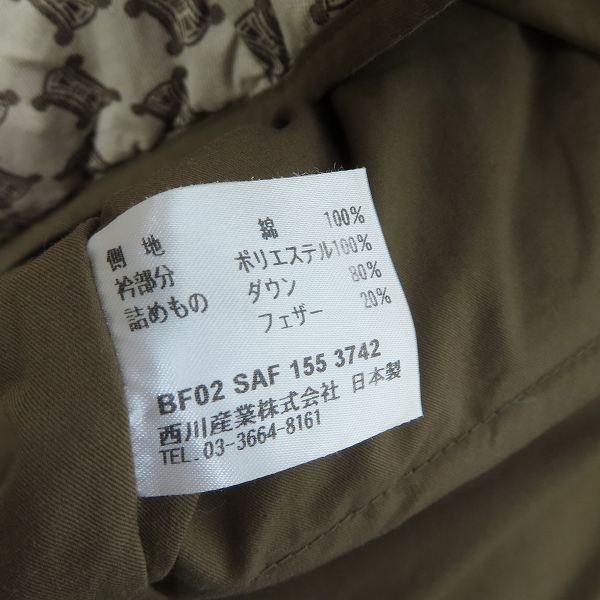 側地 綿 100%
衿部分 ポリエステル100%
詰めもの ダウン 80%
フェザー 20%
BF02 SAF 155 3742
西川産業株式会社 日本製
TEL. 03-3664-8161